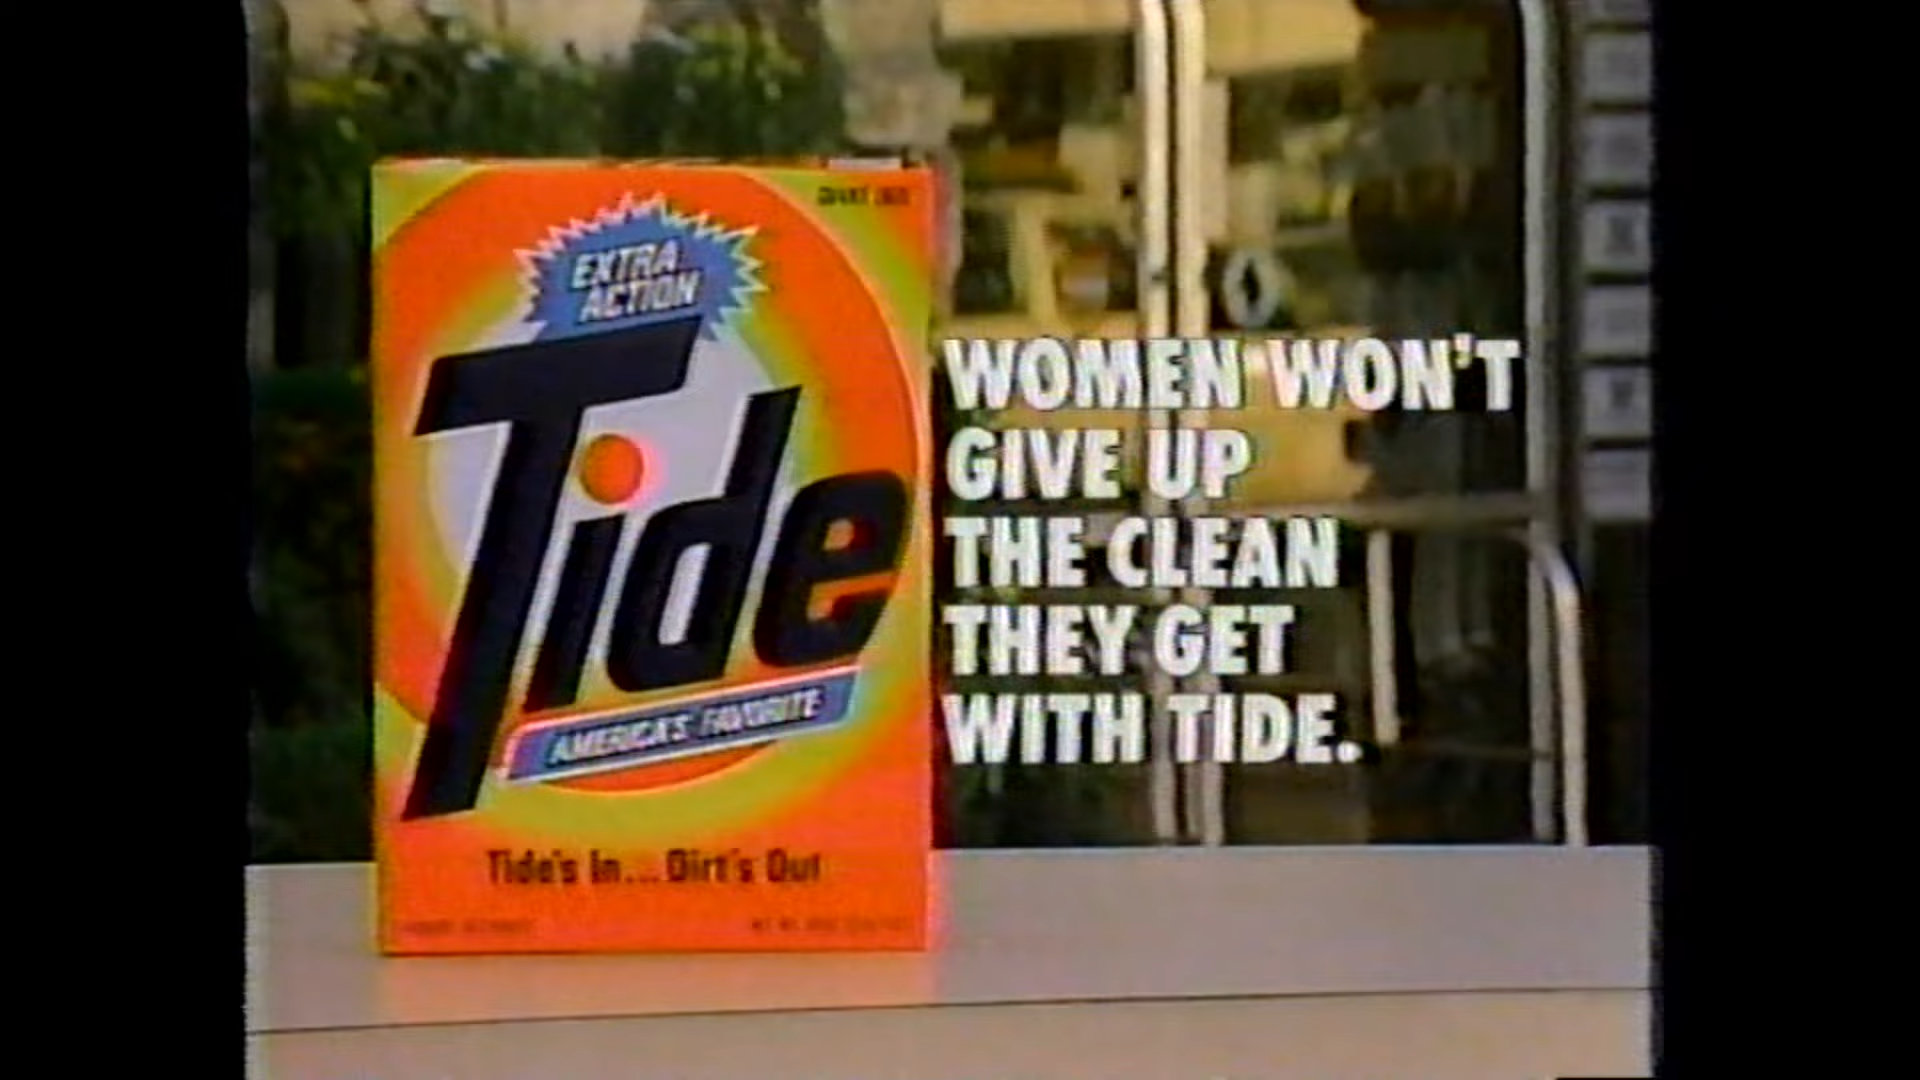 EXTRA
ACTION
Tide
AMERICA'S FAVORITE
Tide's In... Dirt's Out
WOMEN WON'T
GIVE UP
THE CLEAN
THEY GET
WITH TIDE.